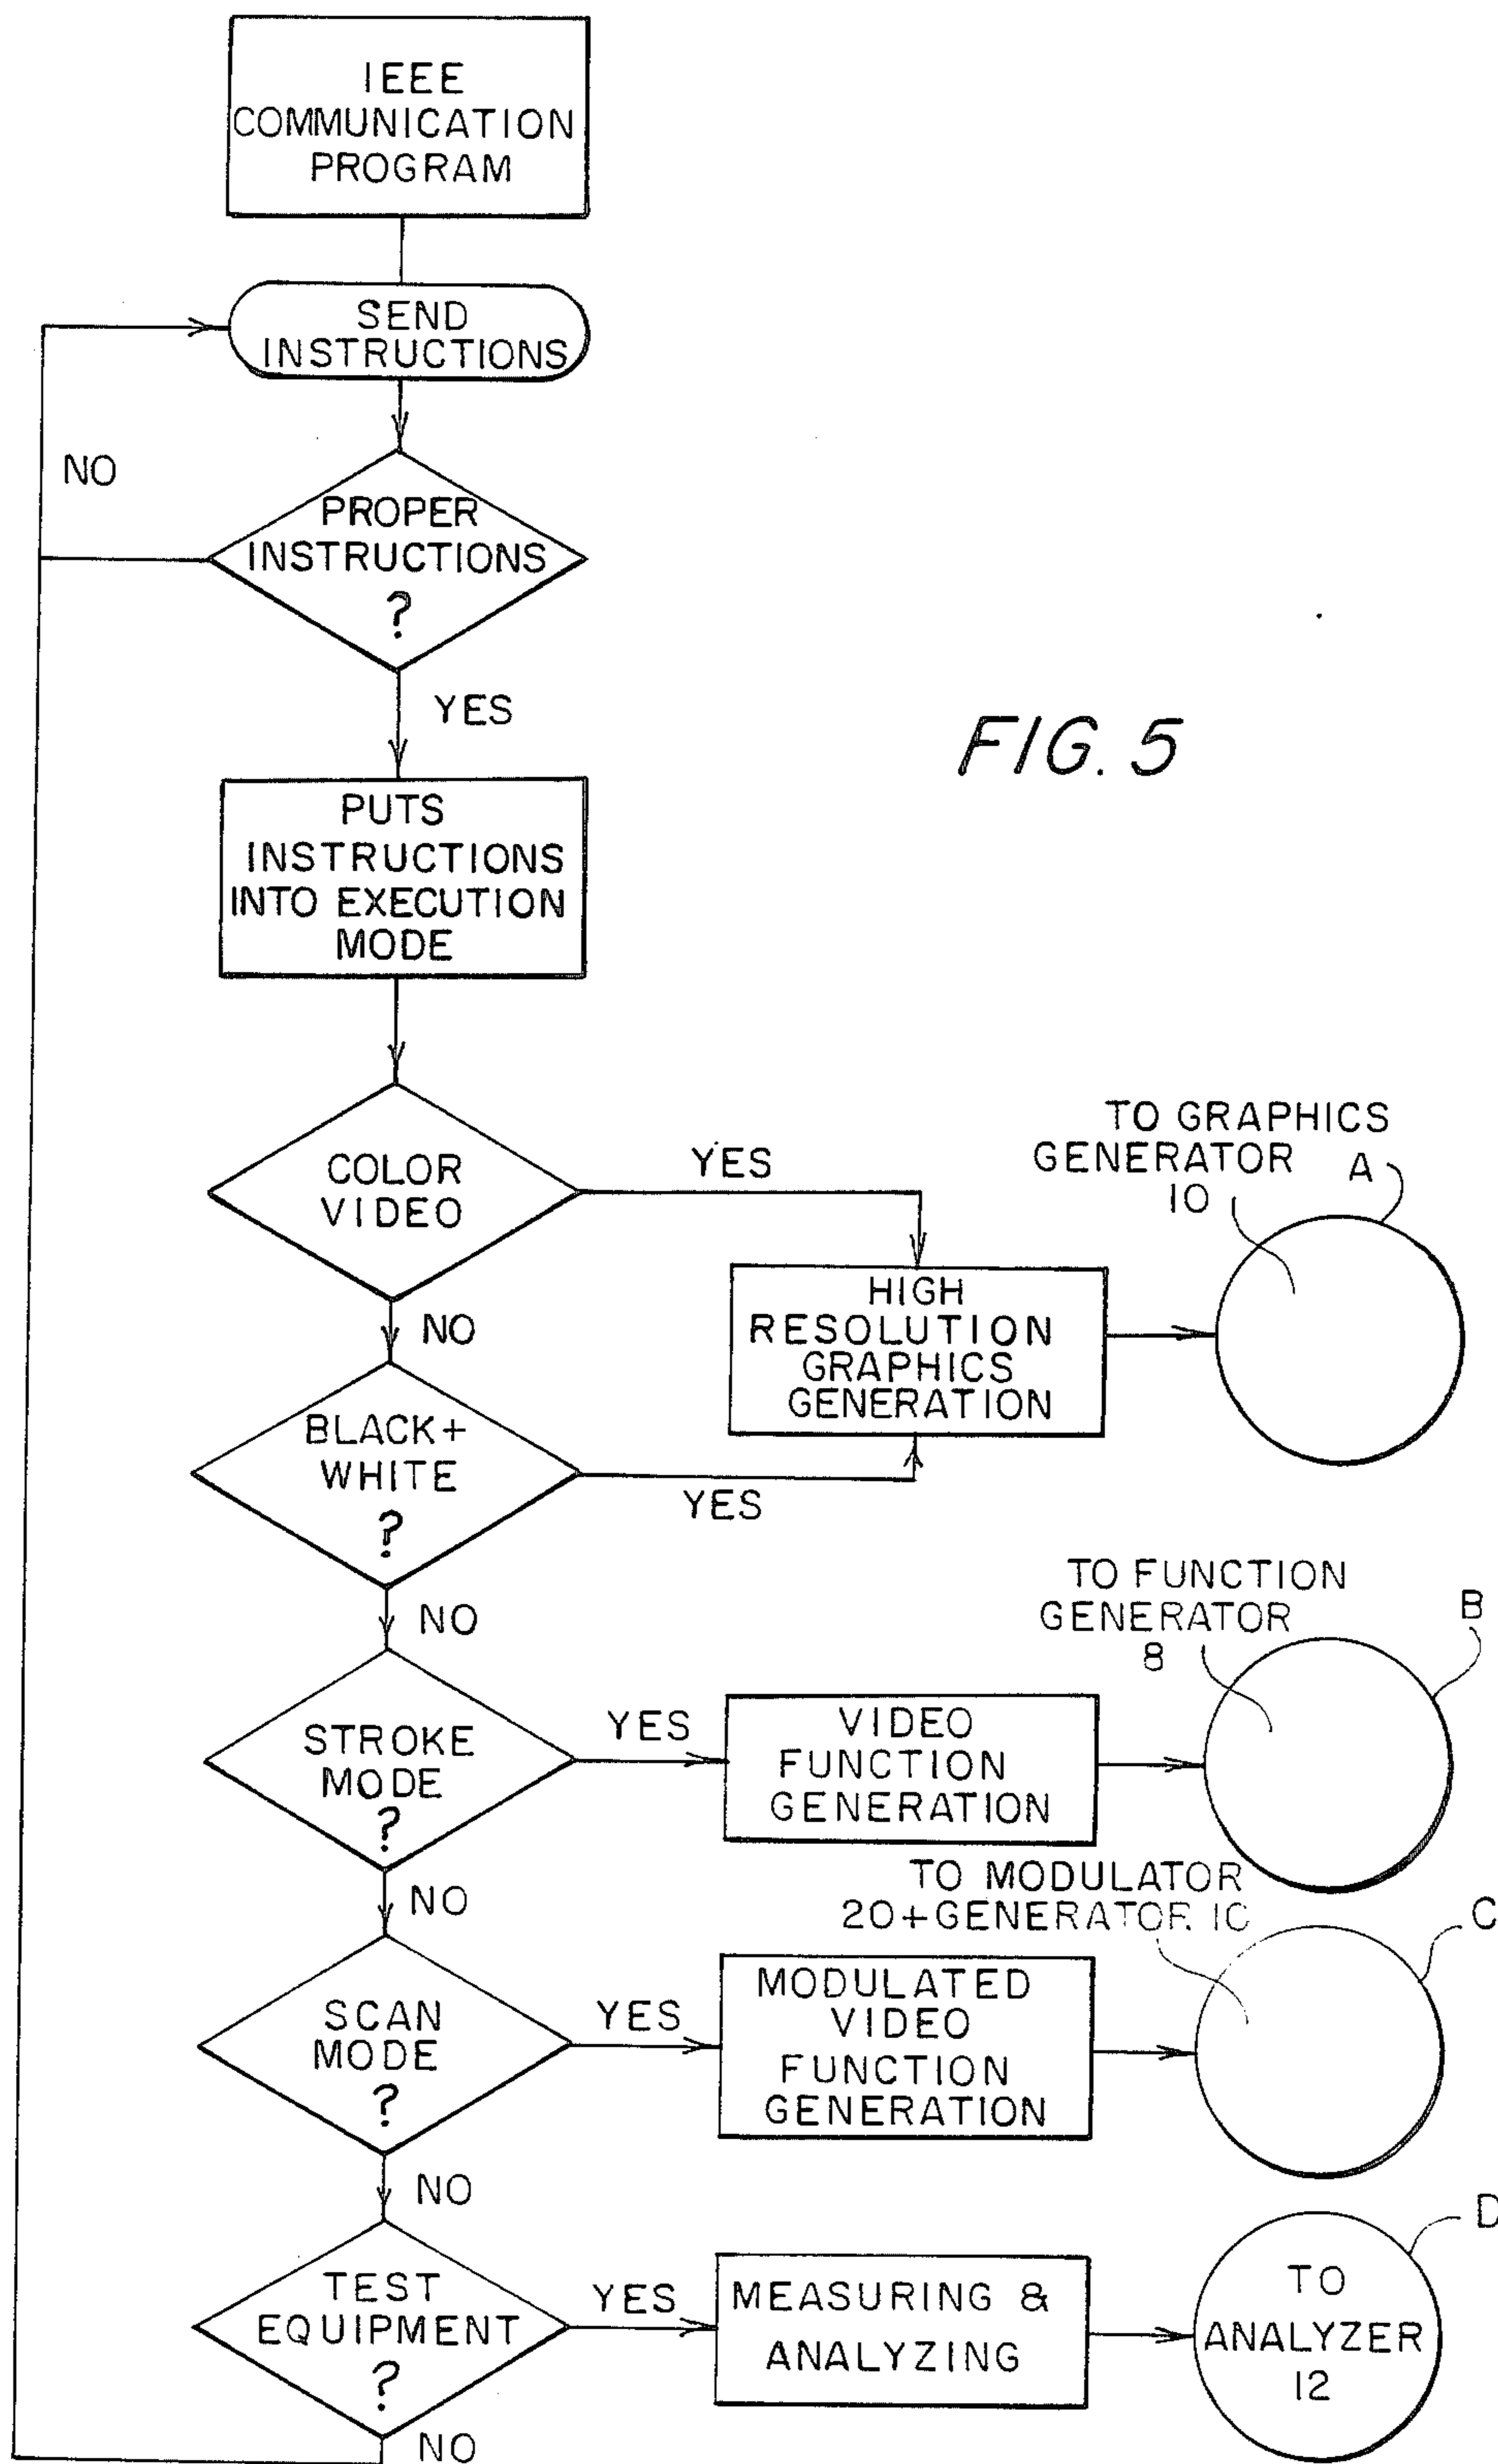 IEEE
COMMUNICATION
PROGRAM
SEND
INSTRUCTIONS
NO
PROPER
INSTRUCTIONS
?
YES
FIG. 5
PUTS
INSTRUCTIONS
INTO EXECUTION
MODE
COLOR
VIDEO
YES
TO GRAPHICS
GENERATOR
10
A
HIGH
RESOLUTION
GRAPHICS
GENERATION
NO
BLACK+
WHITE
?
YES
NO
TO FUNCTION
GENERATOR
8
B
STROKE
MODE
?
YES
VIDEO
FUNCTION
GENERATION
NO
TO MODULATOR
20+GENERATOR 10
C
SCAN
MODE
?
YES
MODULATED
VIDEO
FUNCTION
GENERATION
NO
D
TEST
EQUIPMENT
?
YES
MEASURING &
ANALYZING
TO
ANALYZER
12
NO